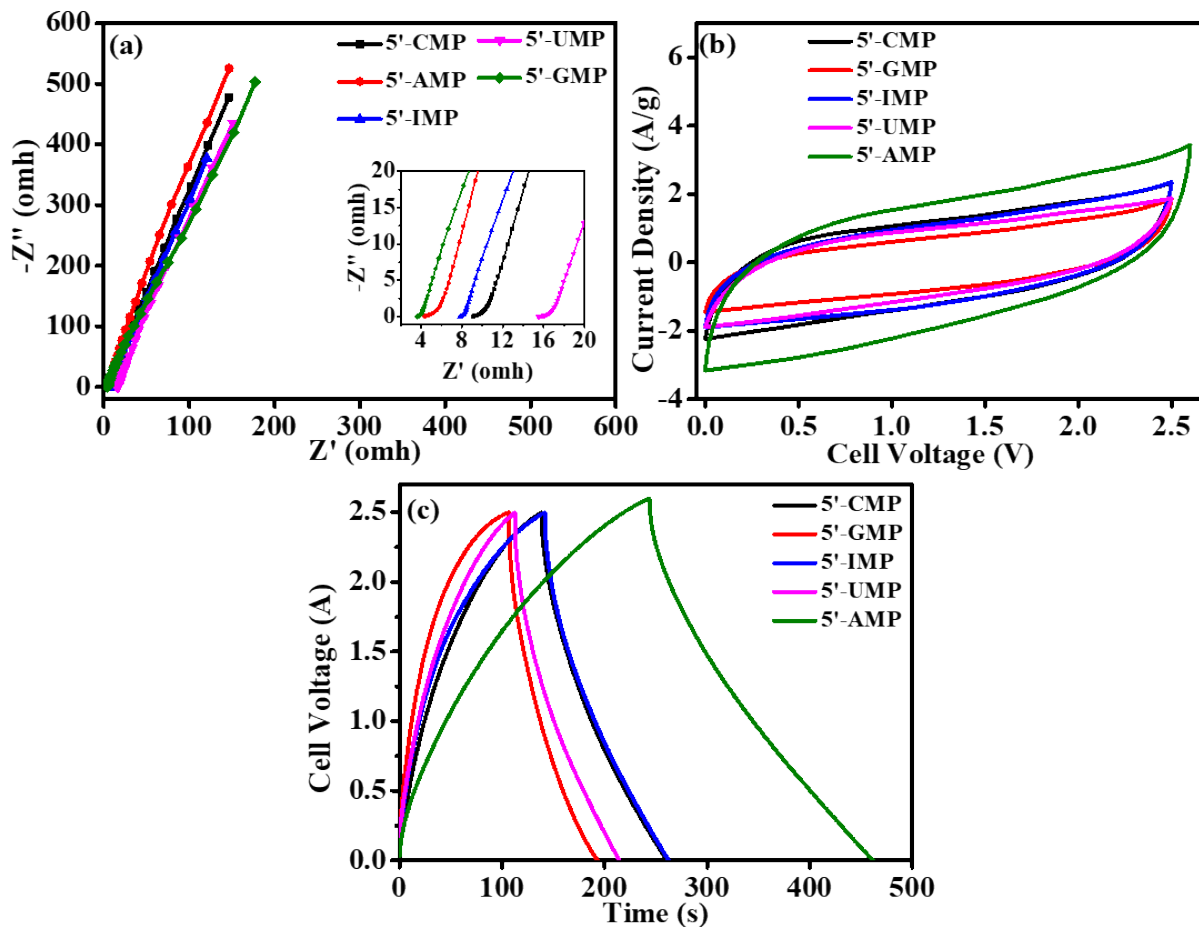 (a)
5'-CMP
5'-UMP
5'-AMP
5'-GMP
5'-IMP
600
500
400
300
200
100
0
-Z'' (omh)
0 100 200 300 400 500 600
Z' (omh)
20
15
10
5
0
-Z'' (omh)
4 8 12 16 20
Z' (omh)
(b)
5'-CMP
5'-GMP
5'-IMP
5'-UMP
5'-AMP
6
4
2
0
-2
-4
Current Density (A/g)
0.0 0.5 1.0 1.5 2.0 2.5
Cell Voltage (V)
(c)
5'-CMP
5'-GMP
5'-IMP
5'-UMP
5'-AMP
2.5
2.0
1.5
1.0
0.5
0.0
Cell Voltage (A)
0 100 200 300 400 500
Time (s)